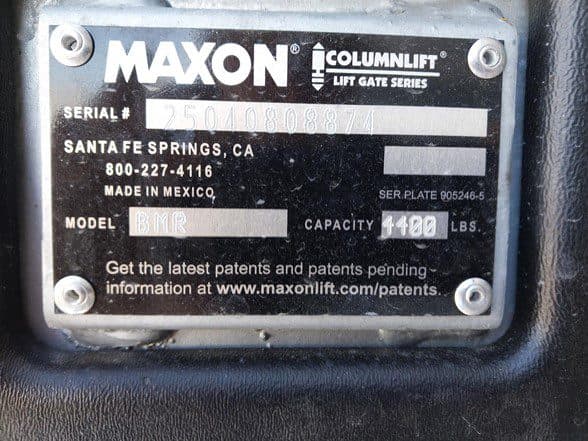 MAXON® COLUMNLIFT®
LIFT GATE SERIES
SERIAL # 25040808874
SANTA FE SPRINGS, CA
800-227-4116
MADE IN MEXICO
SER.PLATE 905246-5
MODEL BMR CAPACITY 4400 LBS.
Get the latest patents and patents pending
information at www.maxonlift.com/patents.